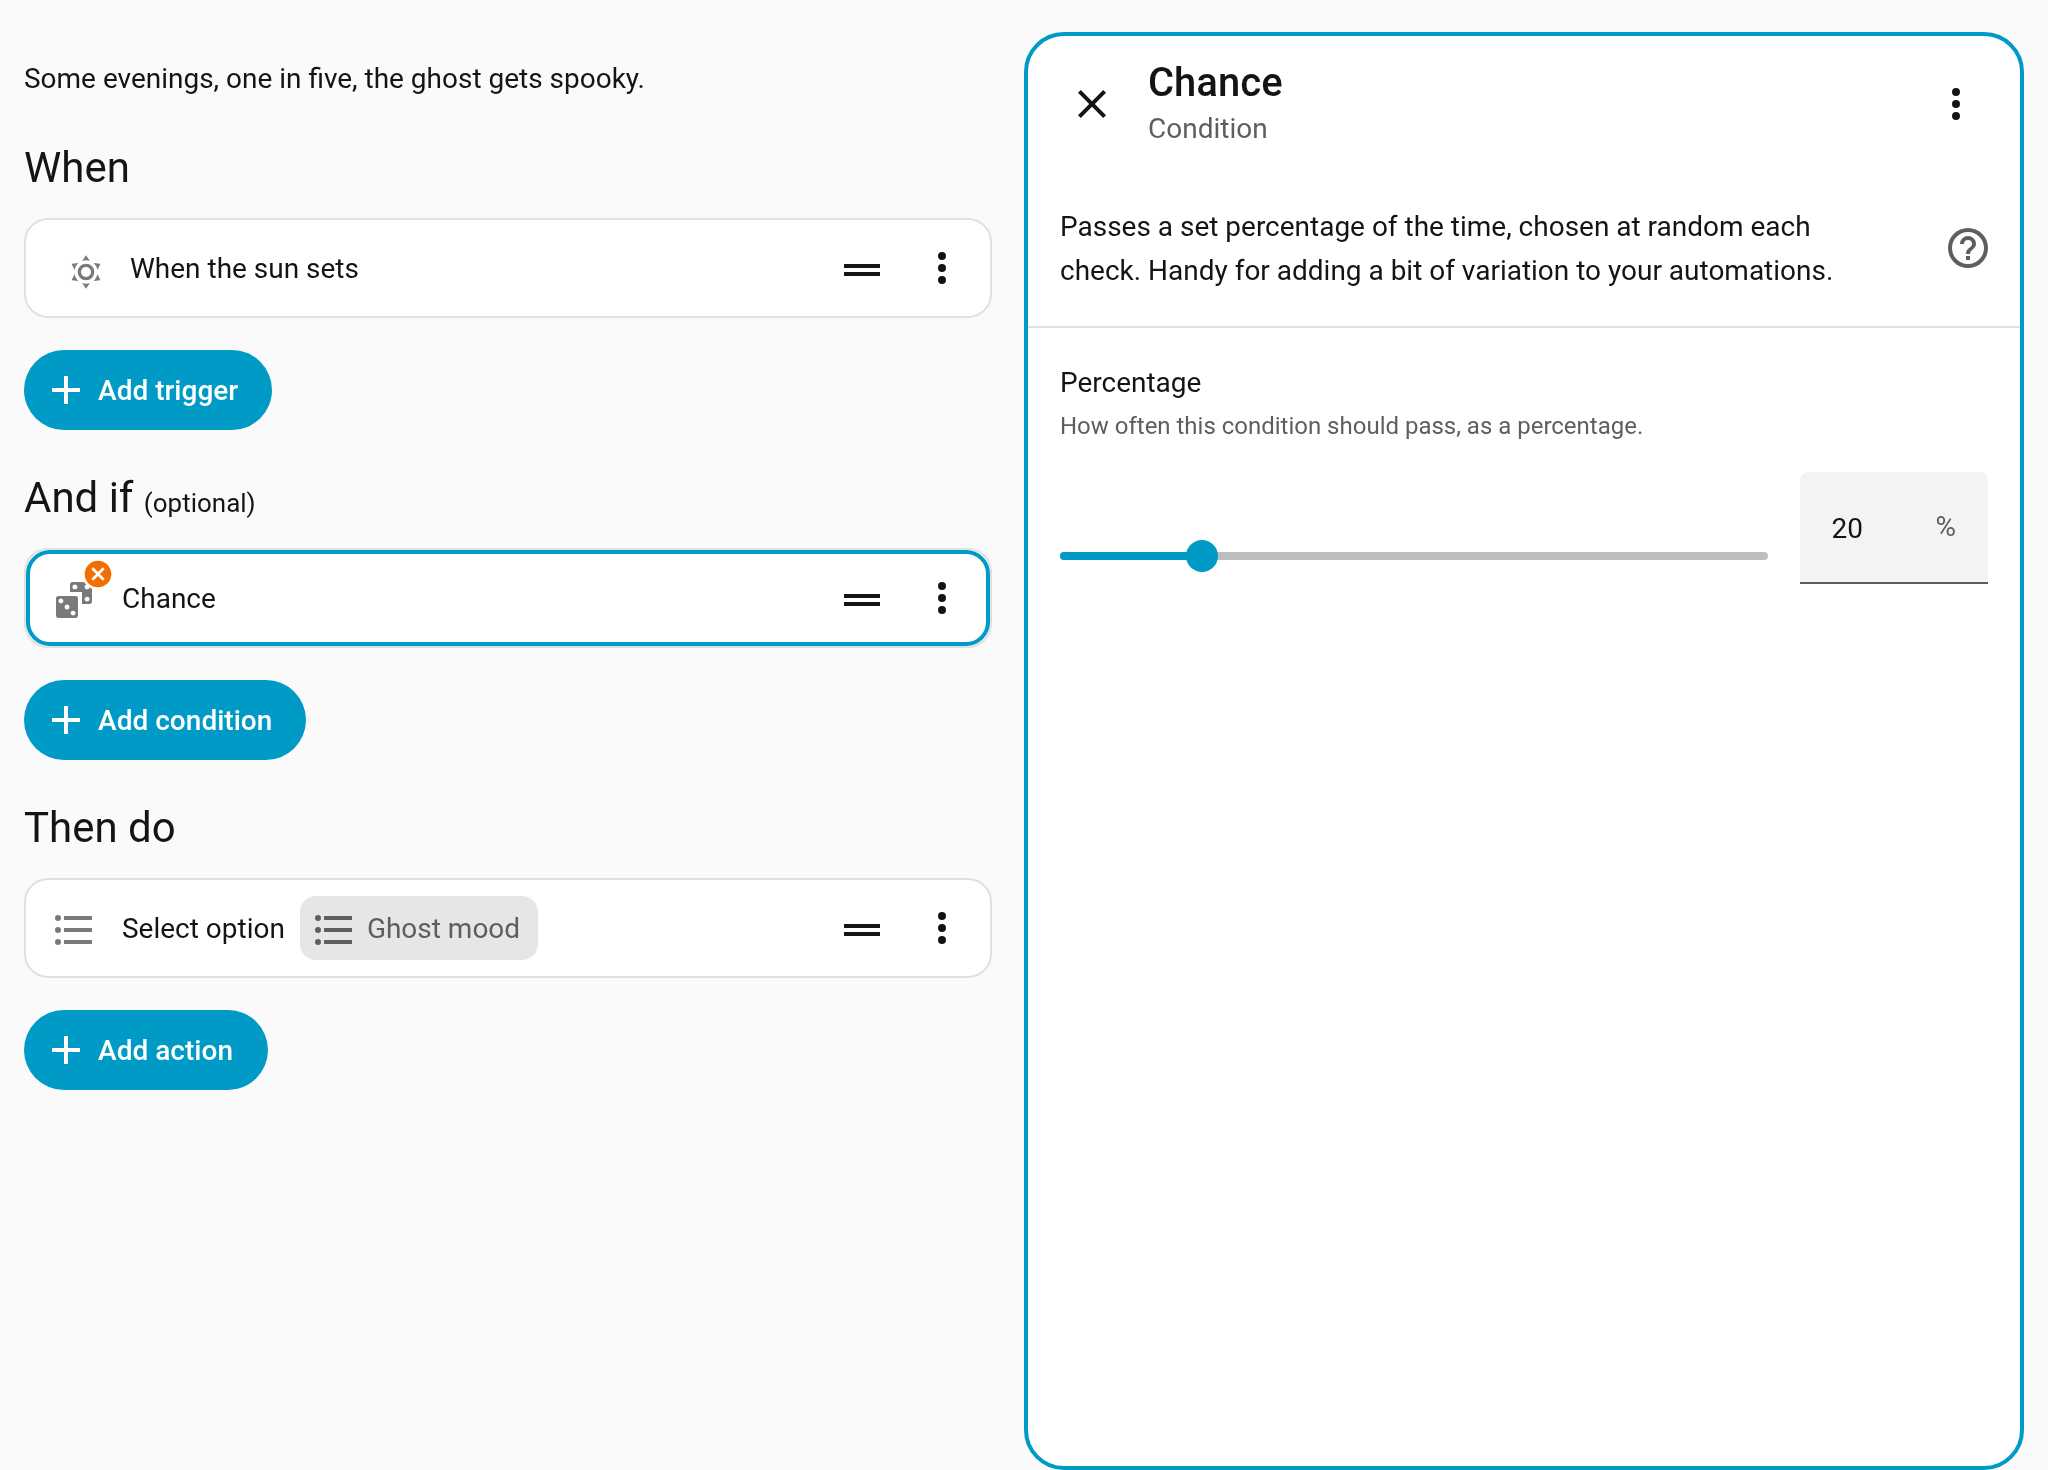 Some evenings, one in five, the ghost gets spooky.
When
When the sun sets
Add trigger
And if (optional)
Chance
Add condition
Then do
Select option Ghost mood
Add action
Chance
Condition
Passes a set percentage of the time, chosen at random each
check. Handy for adding a bit of variation to your automations.
Percentage
How often this condition should pass, as a percentage.
20 %